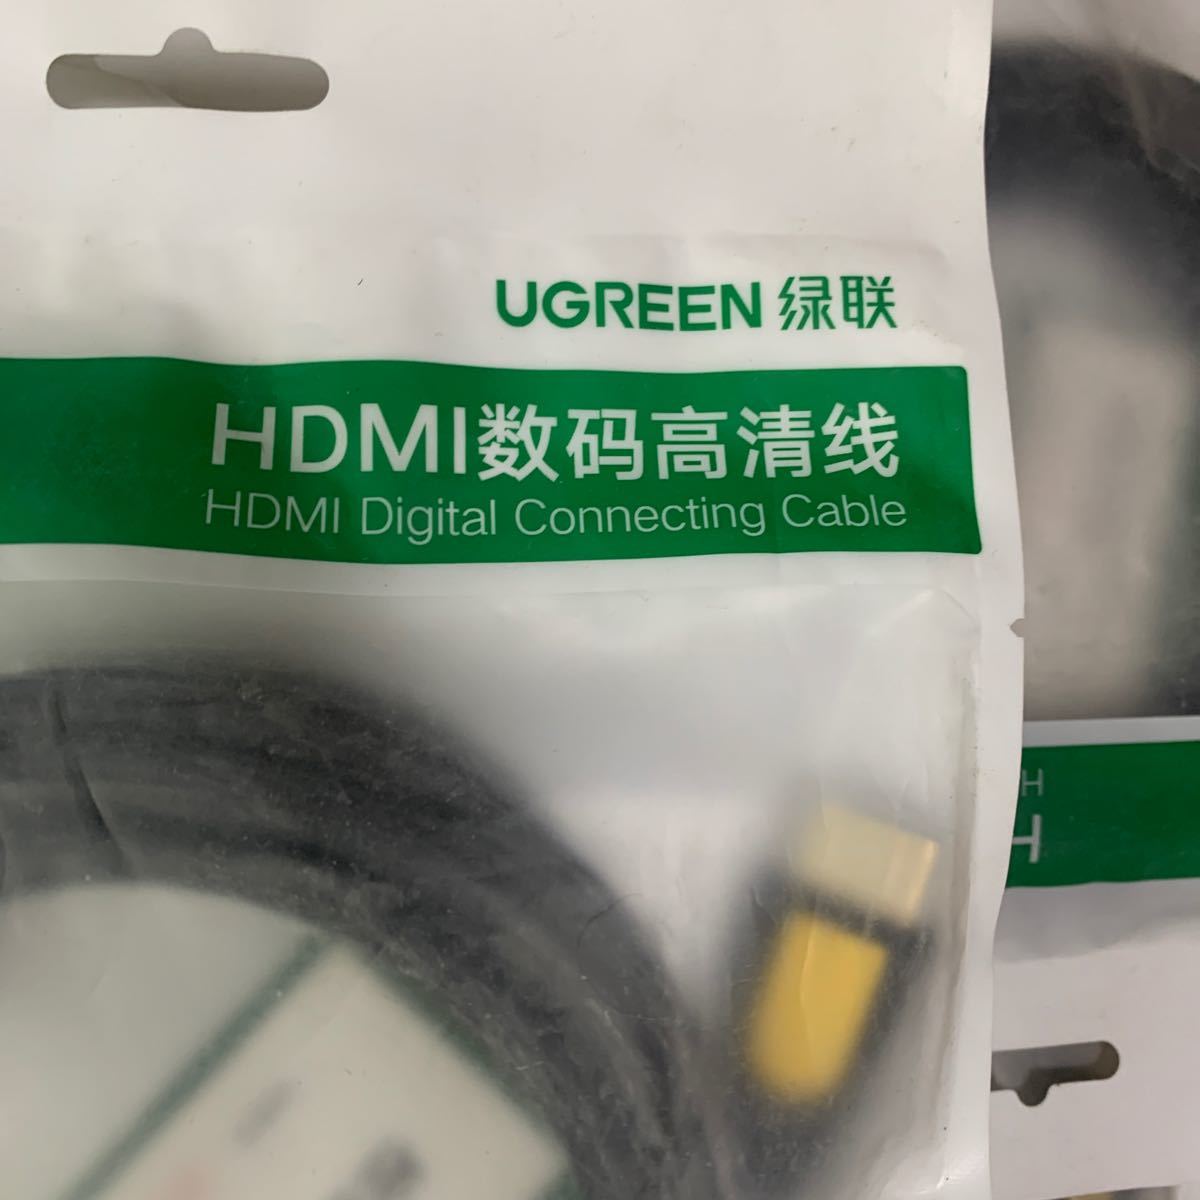 UGREEN 绿联
HDMI数码高清线
HDMI Digital Connecting Cable
H
H